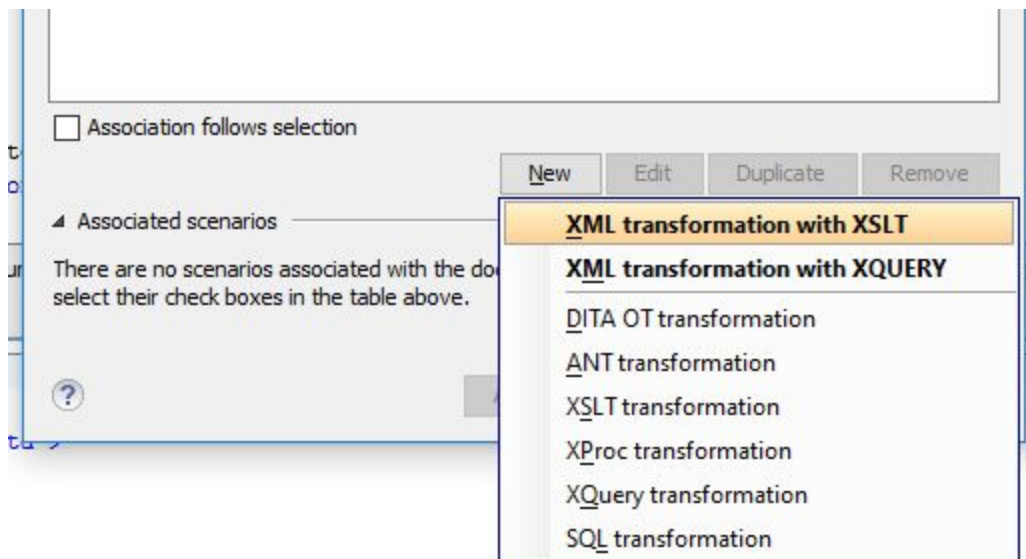 Association follows selection
New Edit Duplicate Remove
Associated scenarios
There are no scenarios associated with the
select their check boxes in the table above.
XML transformation with XSLT
XML transformation with XQUERY
DITA OT transformation
ANT transformation
XSLT transformation
XProc transformation
XQuery transformation
SQL transformation
?